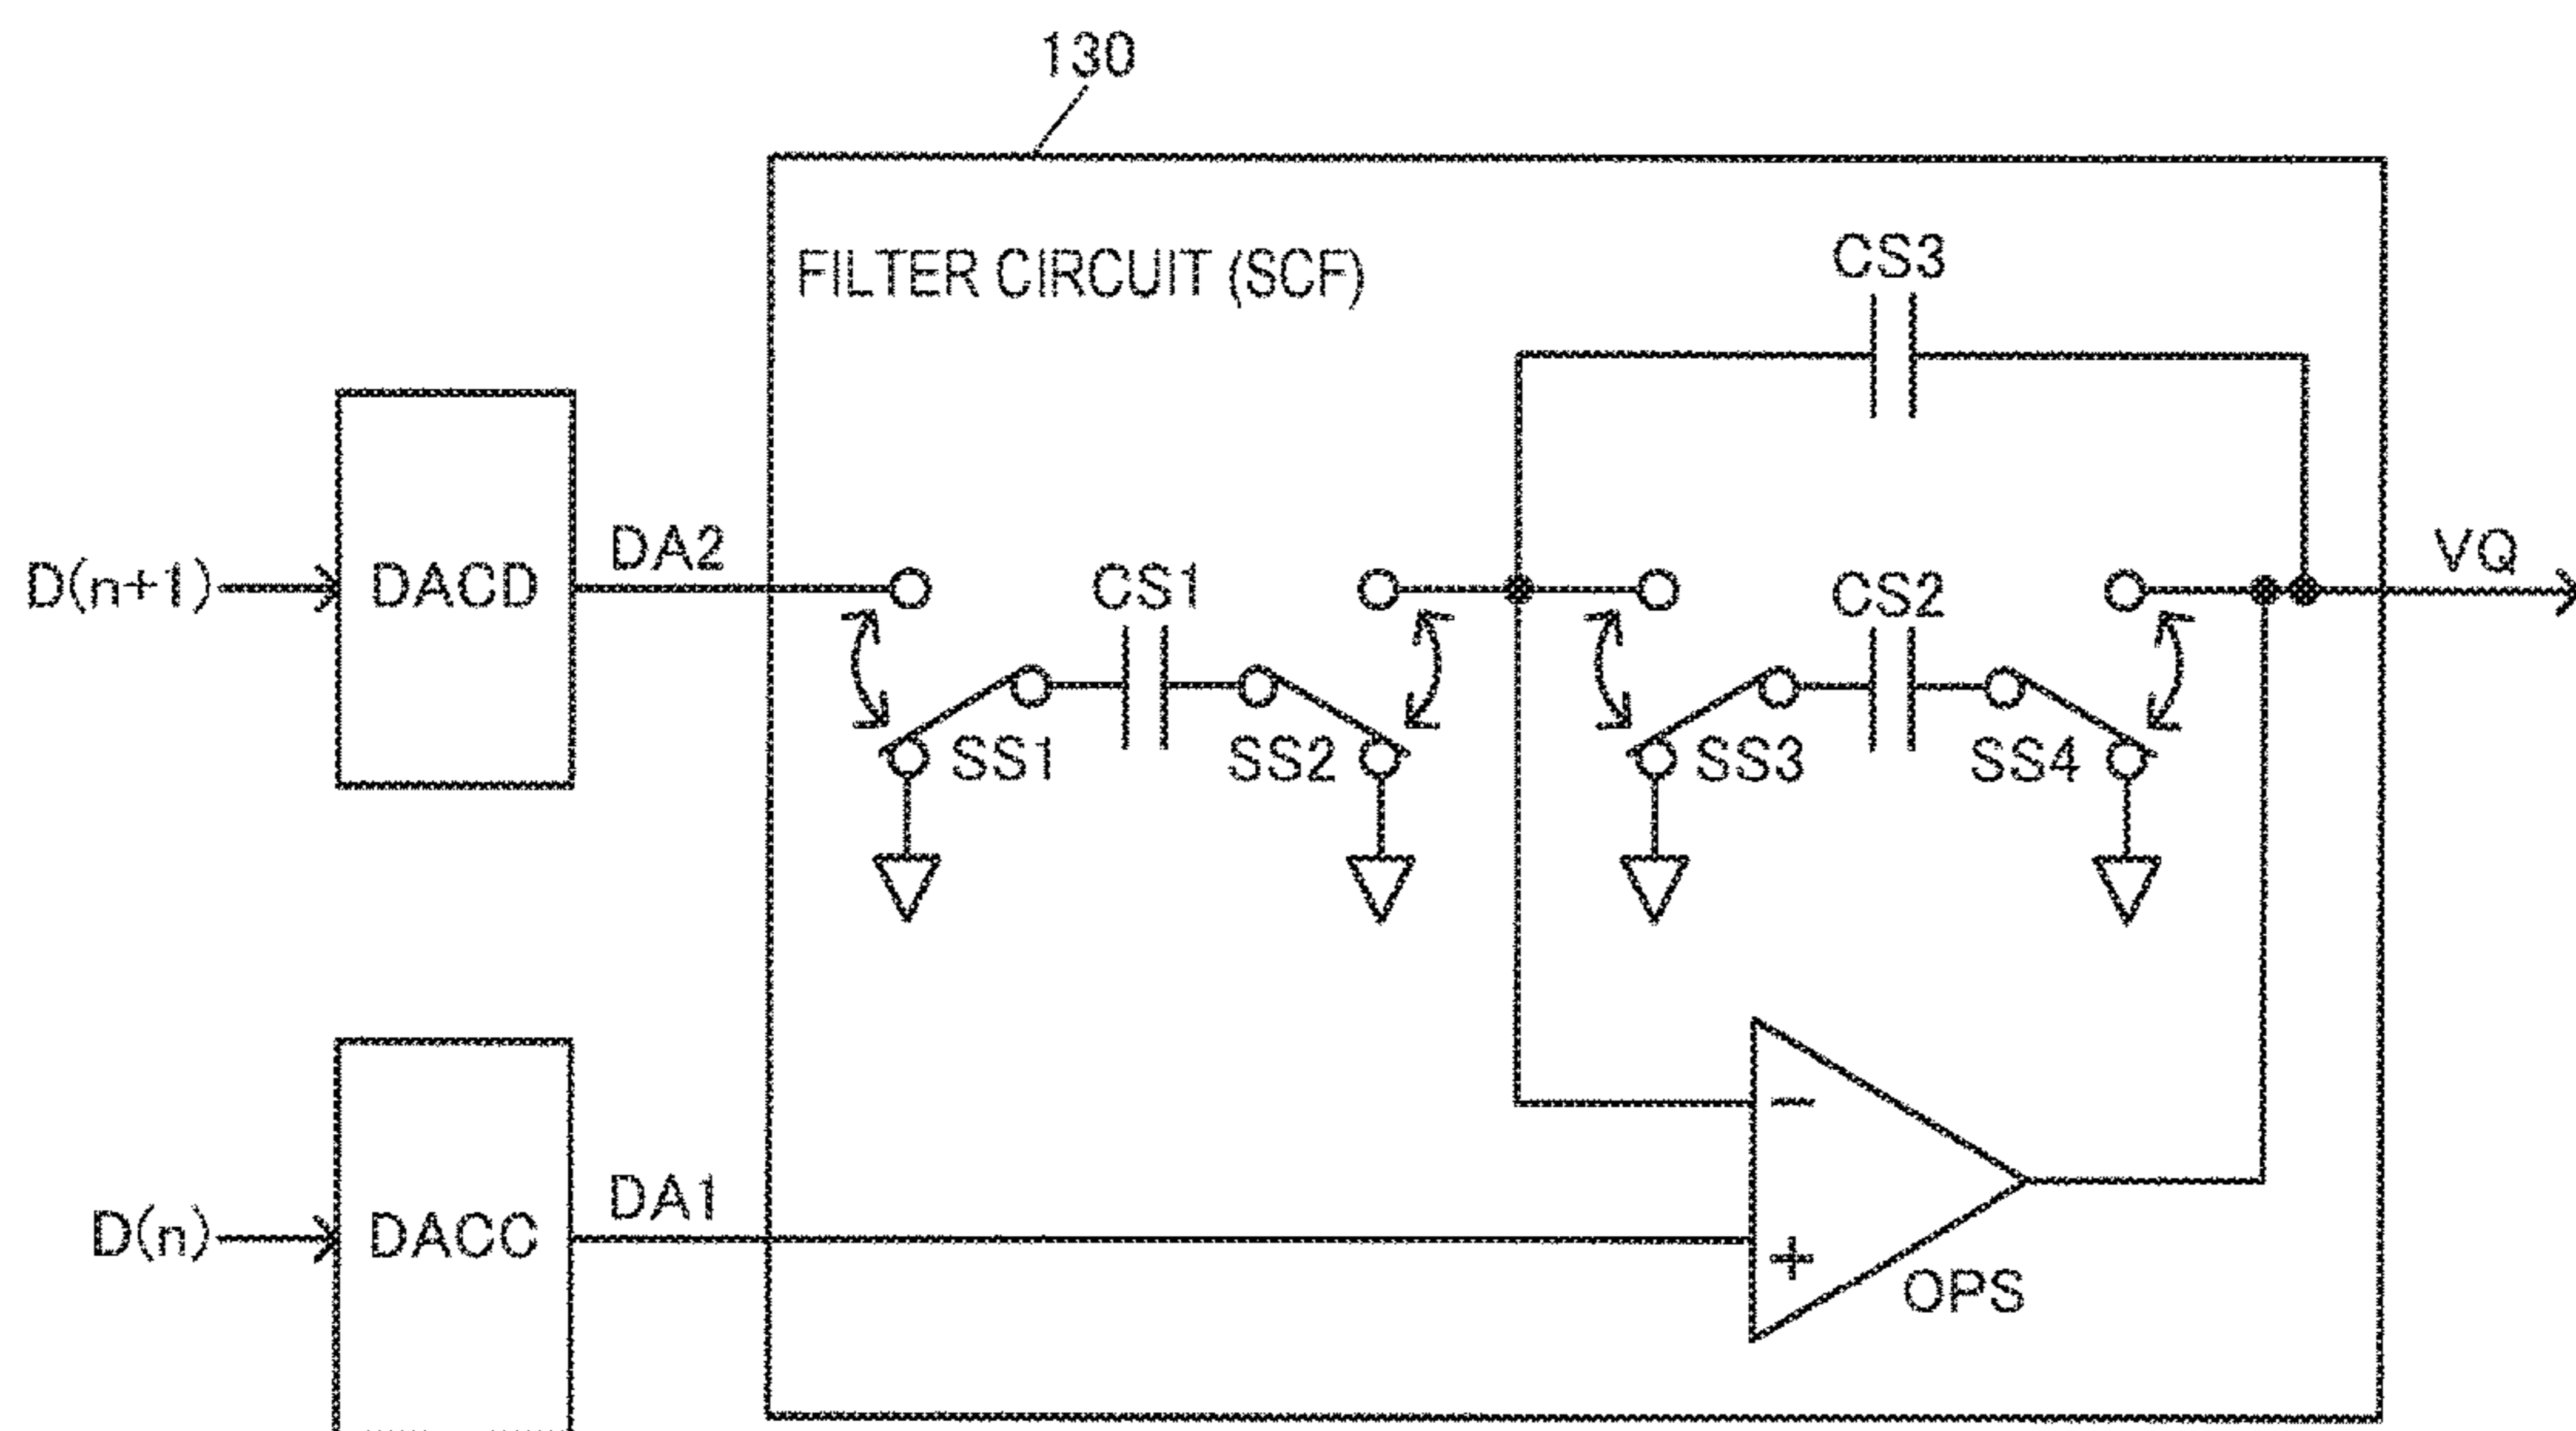 130
FILTER CIRCUIT (SCF)
CS3
D(n+1)
DACD
DA2
CS1
CS2
VQ
SS1
SS2
SS3
SS4
D(n)
DACC
DA1
−
+
OPS